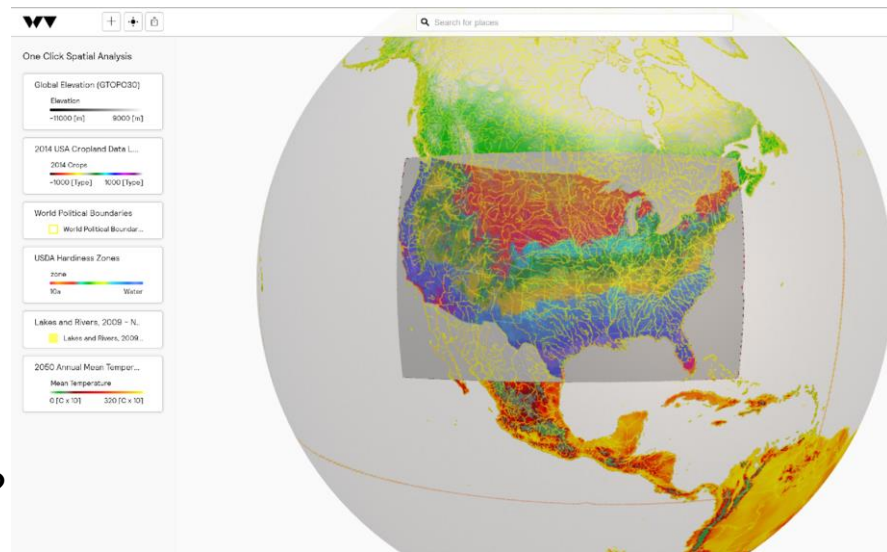 Search for places
One Click Spatial Analysis
Global Elevation (GTOPO30)
Elevation
-11000 [m] 9000 [m]
2014 USA Cropland Data L...
2014 Crops
-1000 [Type] 1000 [Type]
World Political Boundaries
World Political Boundar...
USDA Hardiness Zones
zone
10a Water
Lakes and Rivers, 2009 - N..
Lakes and Rivers, 2009...
2050 Annual Mean Temper...
Mean Temperature
0 [C x 10] 320 [C x 10]